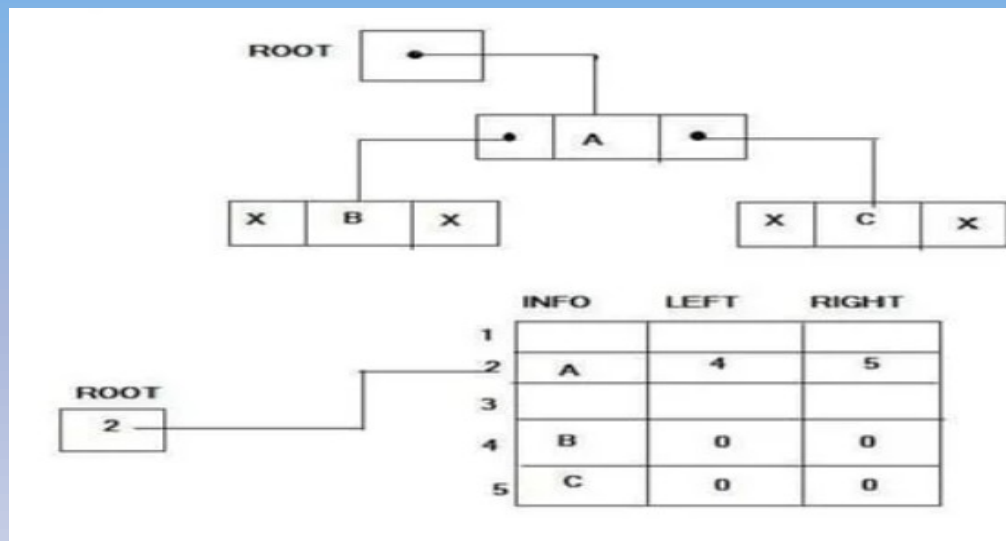 ROOT
A
X B X
X C X
INFO LEFT RIGHT
1
2 A 4 5
ROOT
3
2
4 B 0 0
5 C 0 0